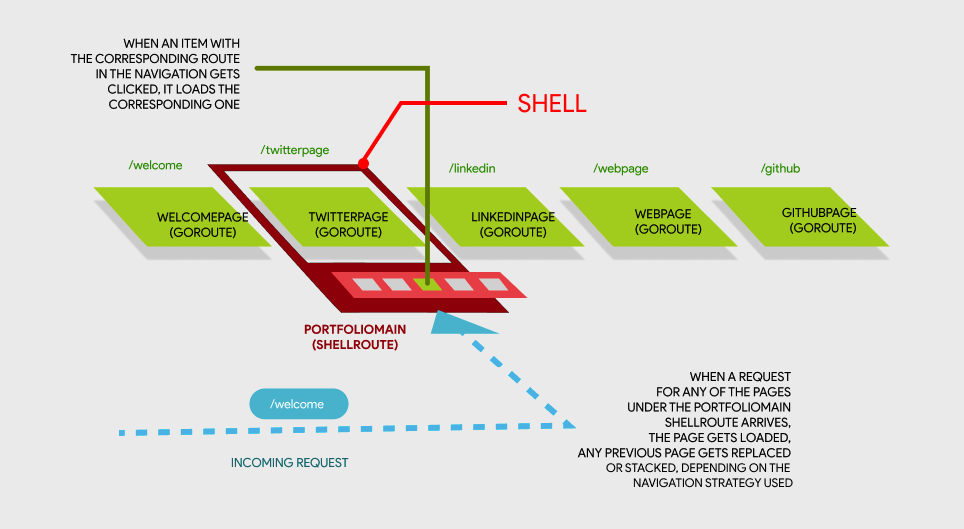 WHEN AN ITEM WITH
THE CORRESPONDING ROUTE
IN THE NAVIGATION GETS
CLICKED, IT LOADS THE
CORRESPONDING ONE
SHELL
/welcome
/twitterpage
/linkedin
/webpage
/github
WELCOMEPAGE
(GOROUTE)
TWITTERPAGE
(GOROUTE)
LINKEDINPAGE
(GOROUTE)
WEBPAGE
(GOROUTE)
GITHUBPAGE
(GOROUTE)
PORTFOLIOMAIN
(SHELLROUTE)
/welcome
INCOMING REQUEST
WHEN A REQUEST
FOR ANY OF THE PAGES
UNDER THE PORTFOLIOMAIN
SHELLROUTE ARRIVES,
THE PAGE GETS LOADED,
ANY PREVIOUS PAGE GETS REPLACED
OR STACKED, DEPENDING ON THE
NAVIGATION STRATEGY USED